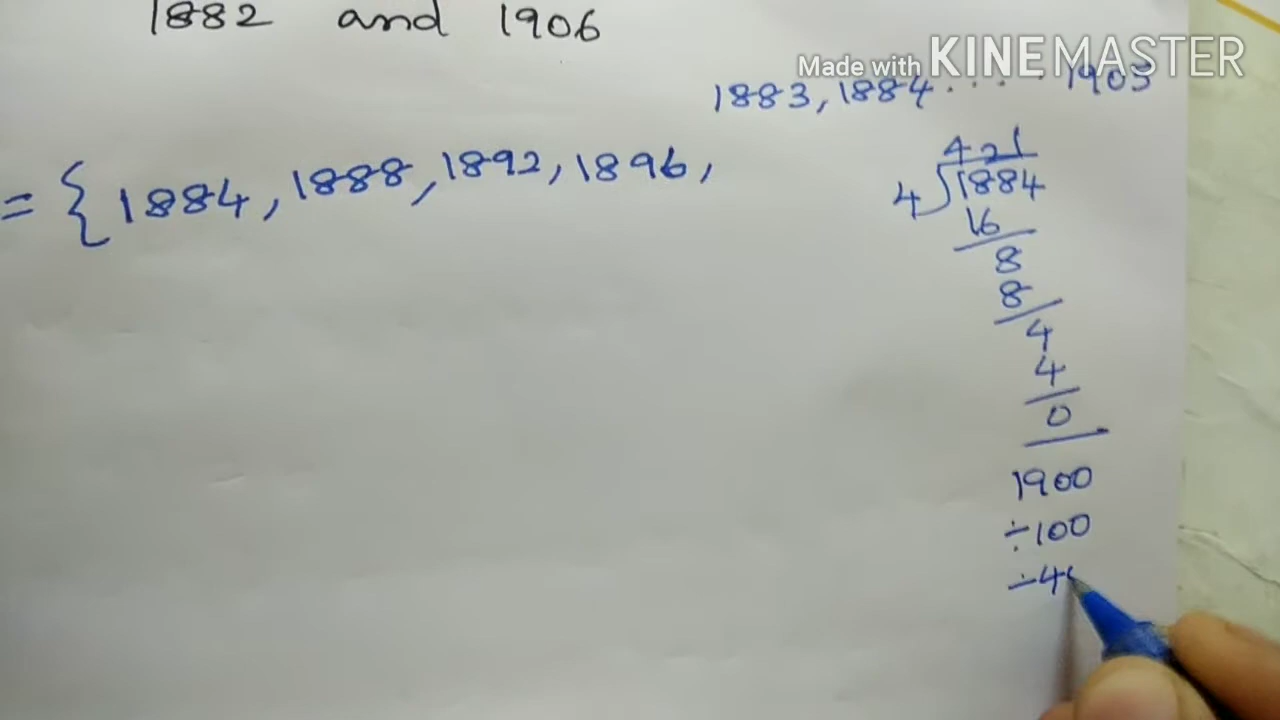 1882 and 1906
Made with KINEMASTER
1883, 1884 . . . . . 1905
= { 1884, 1888, 1892, 1896,
421
4 1884
16
8
8
4
4
0
1900
÷100
÷40